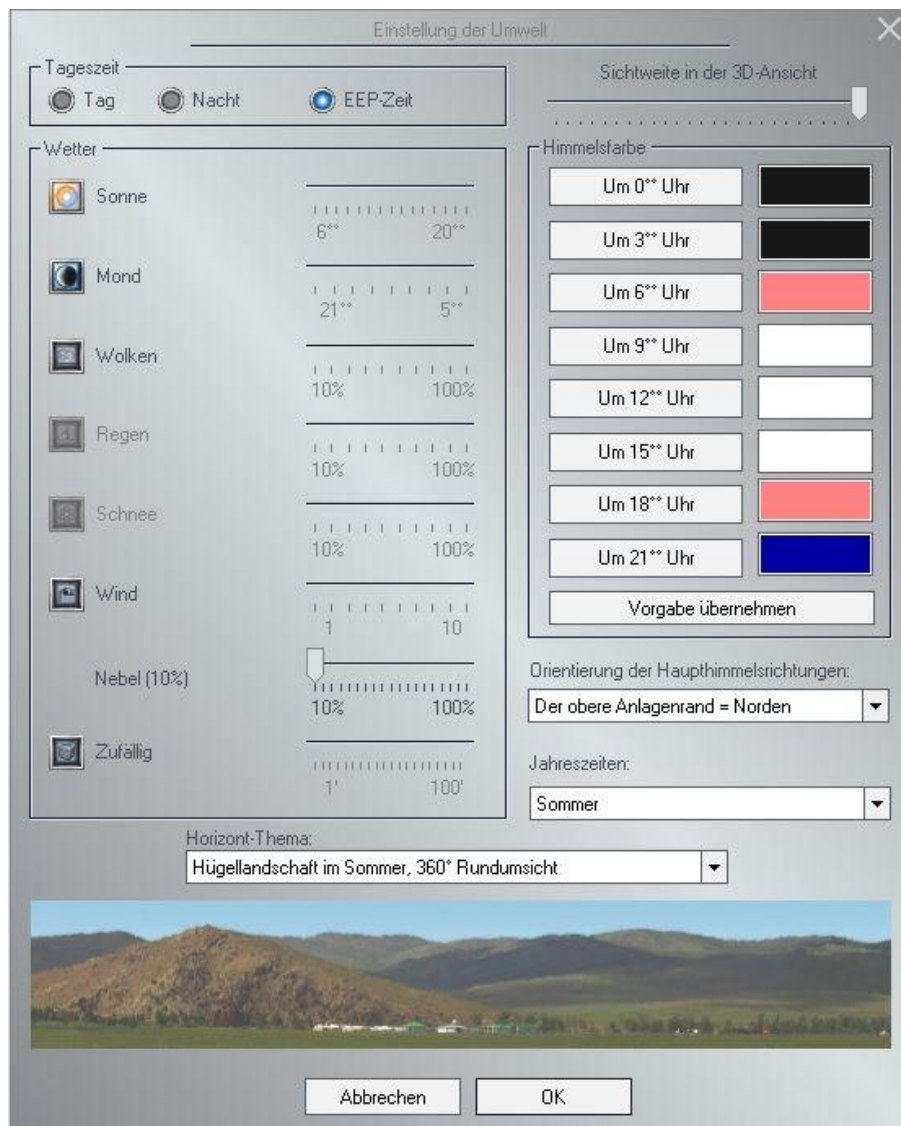 Einstellung der Umwelt
Tageszeit
Tag
Nacht
EEP-Zeit
Sichtweite in der 3D-Ansicht
Wetter
Sonne
6°°
20°°
Mond
21°°
5°°
Wolken
10%
100%
Regen
10%
100%
Schnee
10%
100%
Wind
1
10
Nebel (10%)
10%
100%
Zufällig
1'
100'
Himmelsfarbe
Um 0°° Uhr
Um 3°° Uhr
Um 6°° Uhr
Um 9°° Uhr
Um 12°° Uhr
Um 15°° Uhr
Um 18°° Uhr
Um 21°° Uhr
Vorgabe übernehmen
Orientierung der Haupthimmelsrichtungen:
Der obere Anlagenrand = Norden
Jahreszeiten:
Sommer
Horizont-Thema:
Hügellandschaft im Sommer, 360° Rundumsicht
Abbrechen
OK